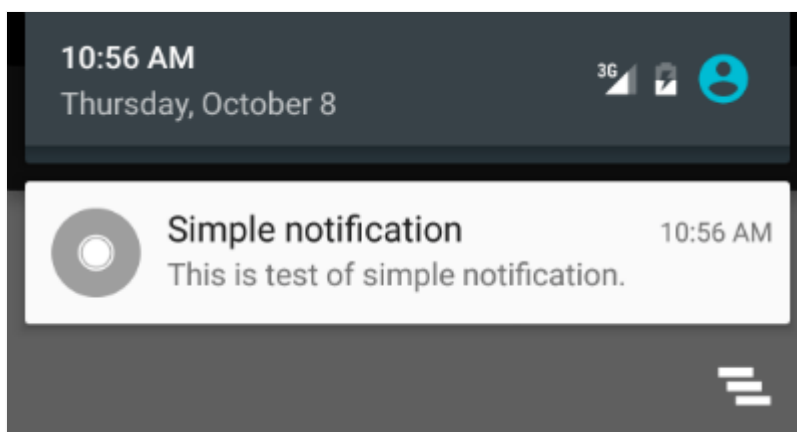 10:56 AM
3G
Thursday, October 8
Simple notification
10:56 AM
This is test of simple notification.